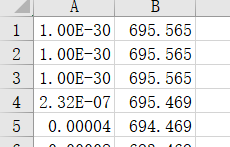 A B
1 1.00E-30 695.565
2 1.00E-30 695.565
3 1.00E-30 695.565
4 2.32E-07 695.469
5 0.00004 694.469